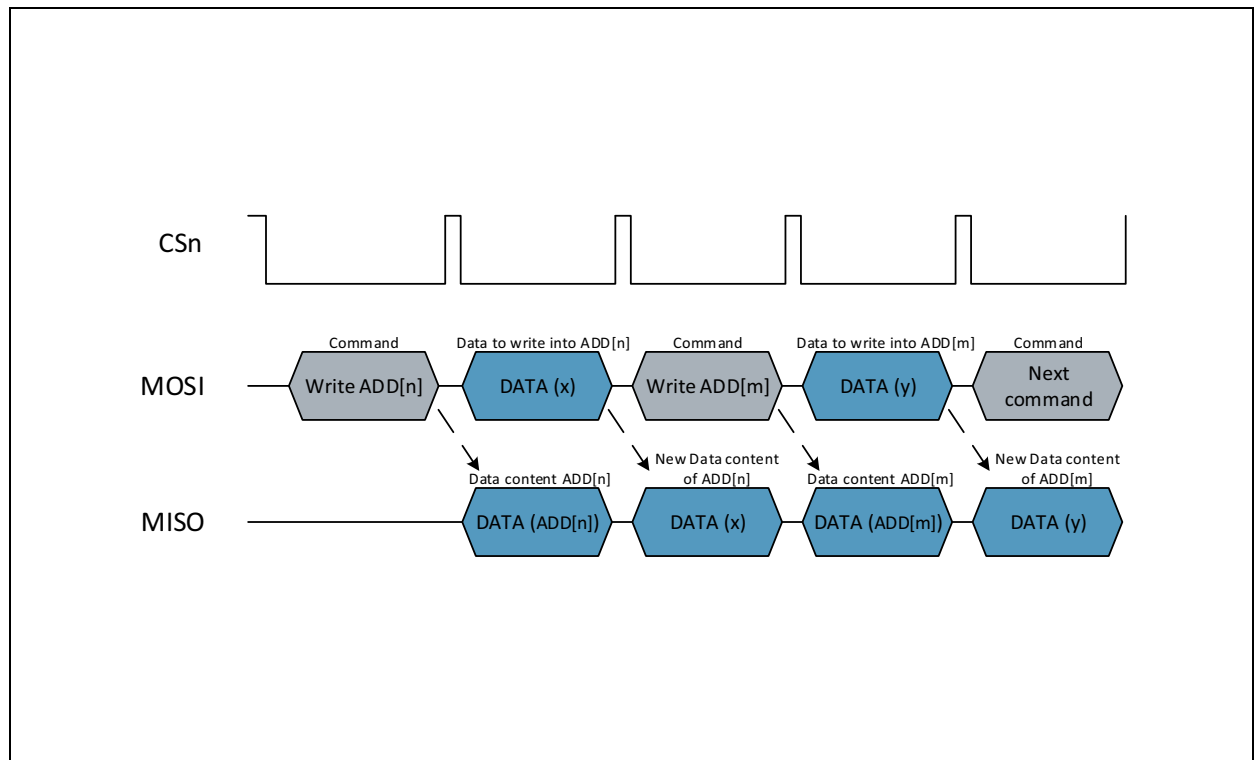 CSn
Command
Data to write into ADD[n]
Command
Data to write into ADD[m]
Command
MOSI
Write ADD[n]
DATA (x)
Write ADD[m]
DATA (y)
Next
command
Data content ADD[n]
New Data content
of ADD[n]
Data content ADD[m]
New Data content
of ADD[m]
MISO
DATA (ADD[n])
DATA (x)
DATA (ADD[m])
DATA (y)